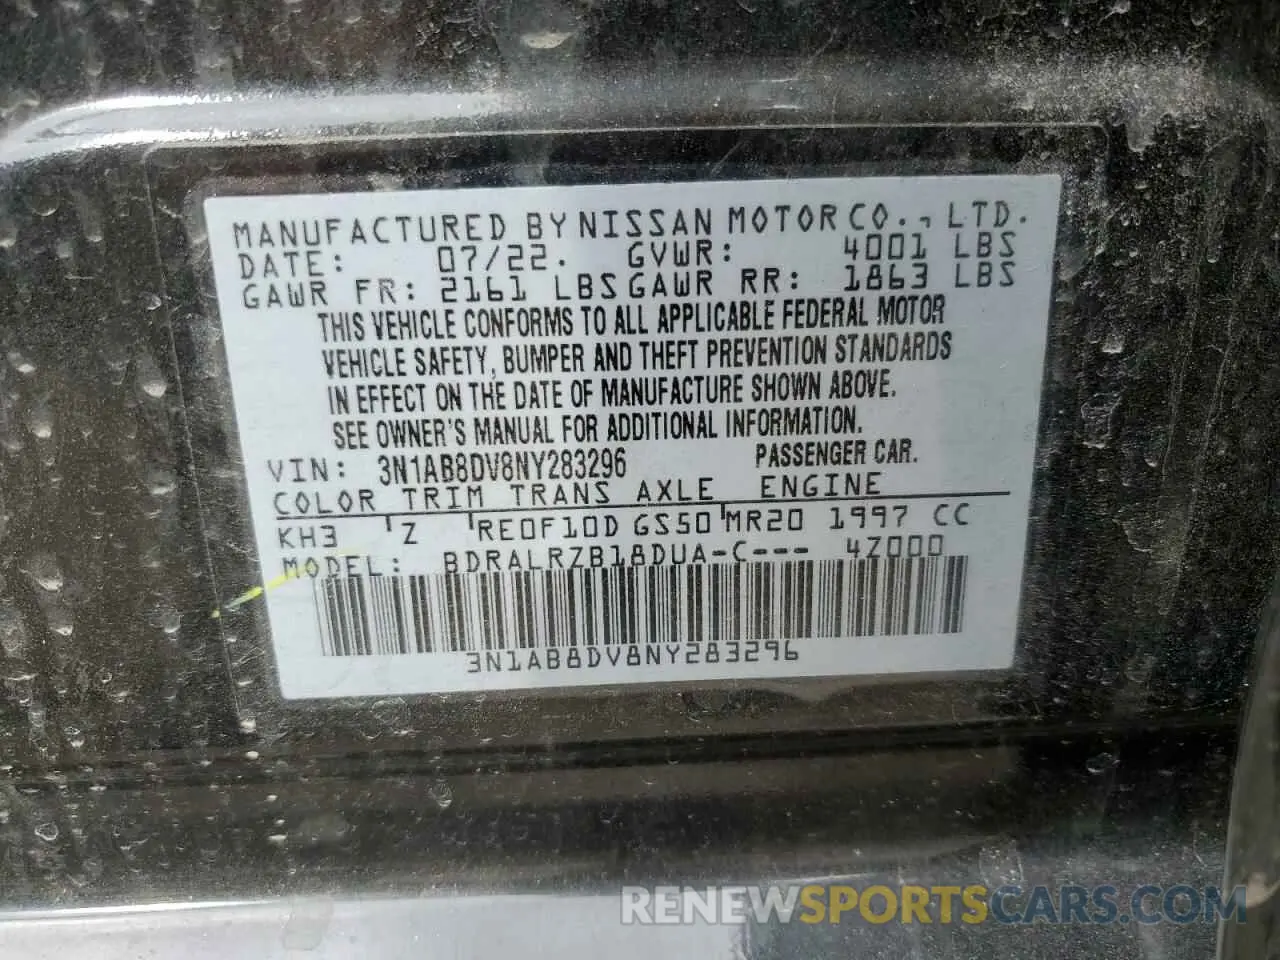 MANUFACTURED BY NISSAN MOTOR CO., LTD.
DATE: 07/22. GVWR: 4001 LBS
GAWR FR: 2161 LBS GAWR RR: 1863 LBS
THIS VEHICLE CONFORMS TO ALL APPLICABLE FEDERAL MOTOR
VEHICLE SAFETY, BUMPER AND THEFT PREVENTION STANDARDS
IN EFFECT ON THE DATE OF MANUFACTURE SHOWN ABOVE.
SEE OWNER'S MANUAL FOR ADDITIONAL INFORMATION.
VIN: 3N1AB8DV8NY283296 PASSENGER CAR.
COLOR TRIM TRANS AXLE ENGINE
KH3 Z RE0F10D GS50 MR20 1997 CC
MODEL: BDRALRZB18DUA-C--- 4Z000
3N1AB8DV8NY283296
RENEWSPORTSCARS.COM